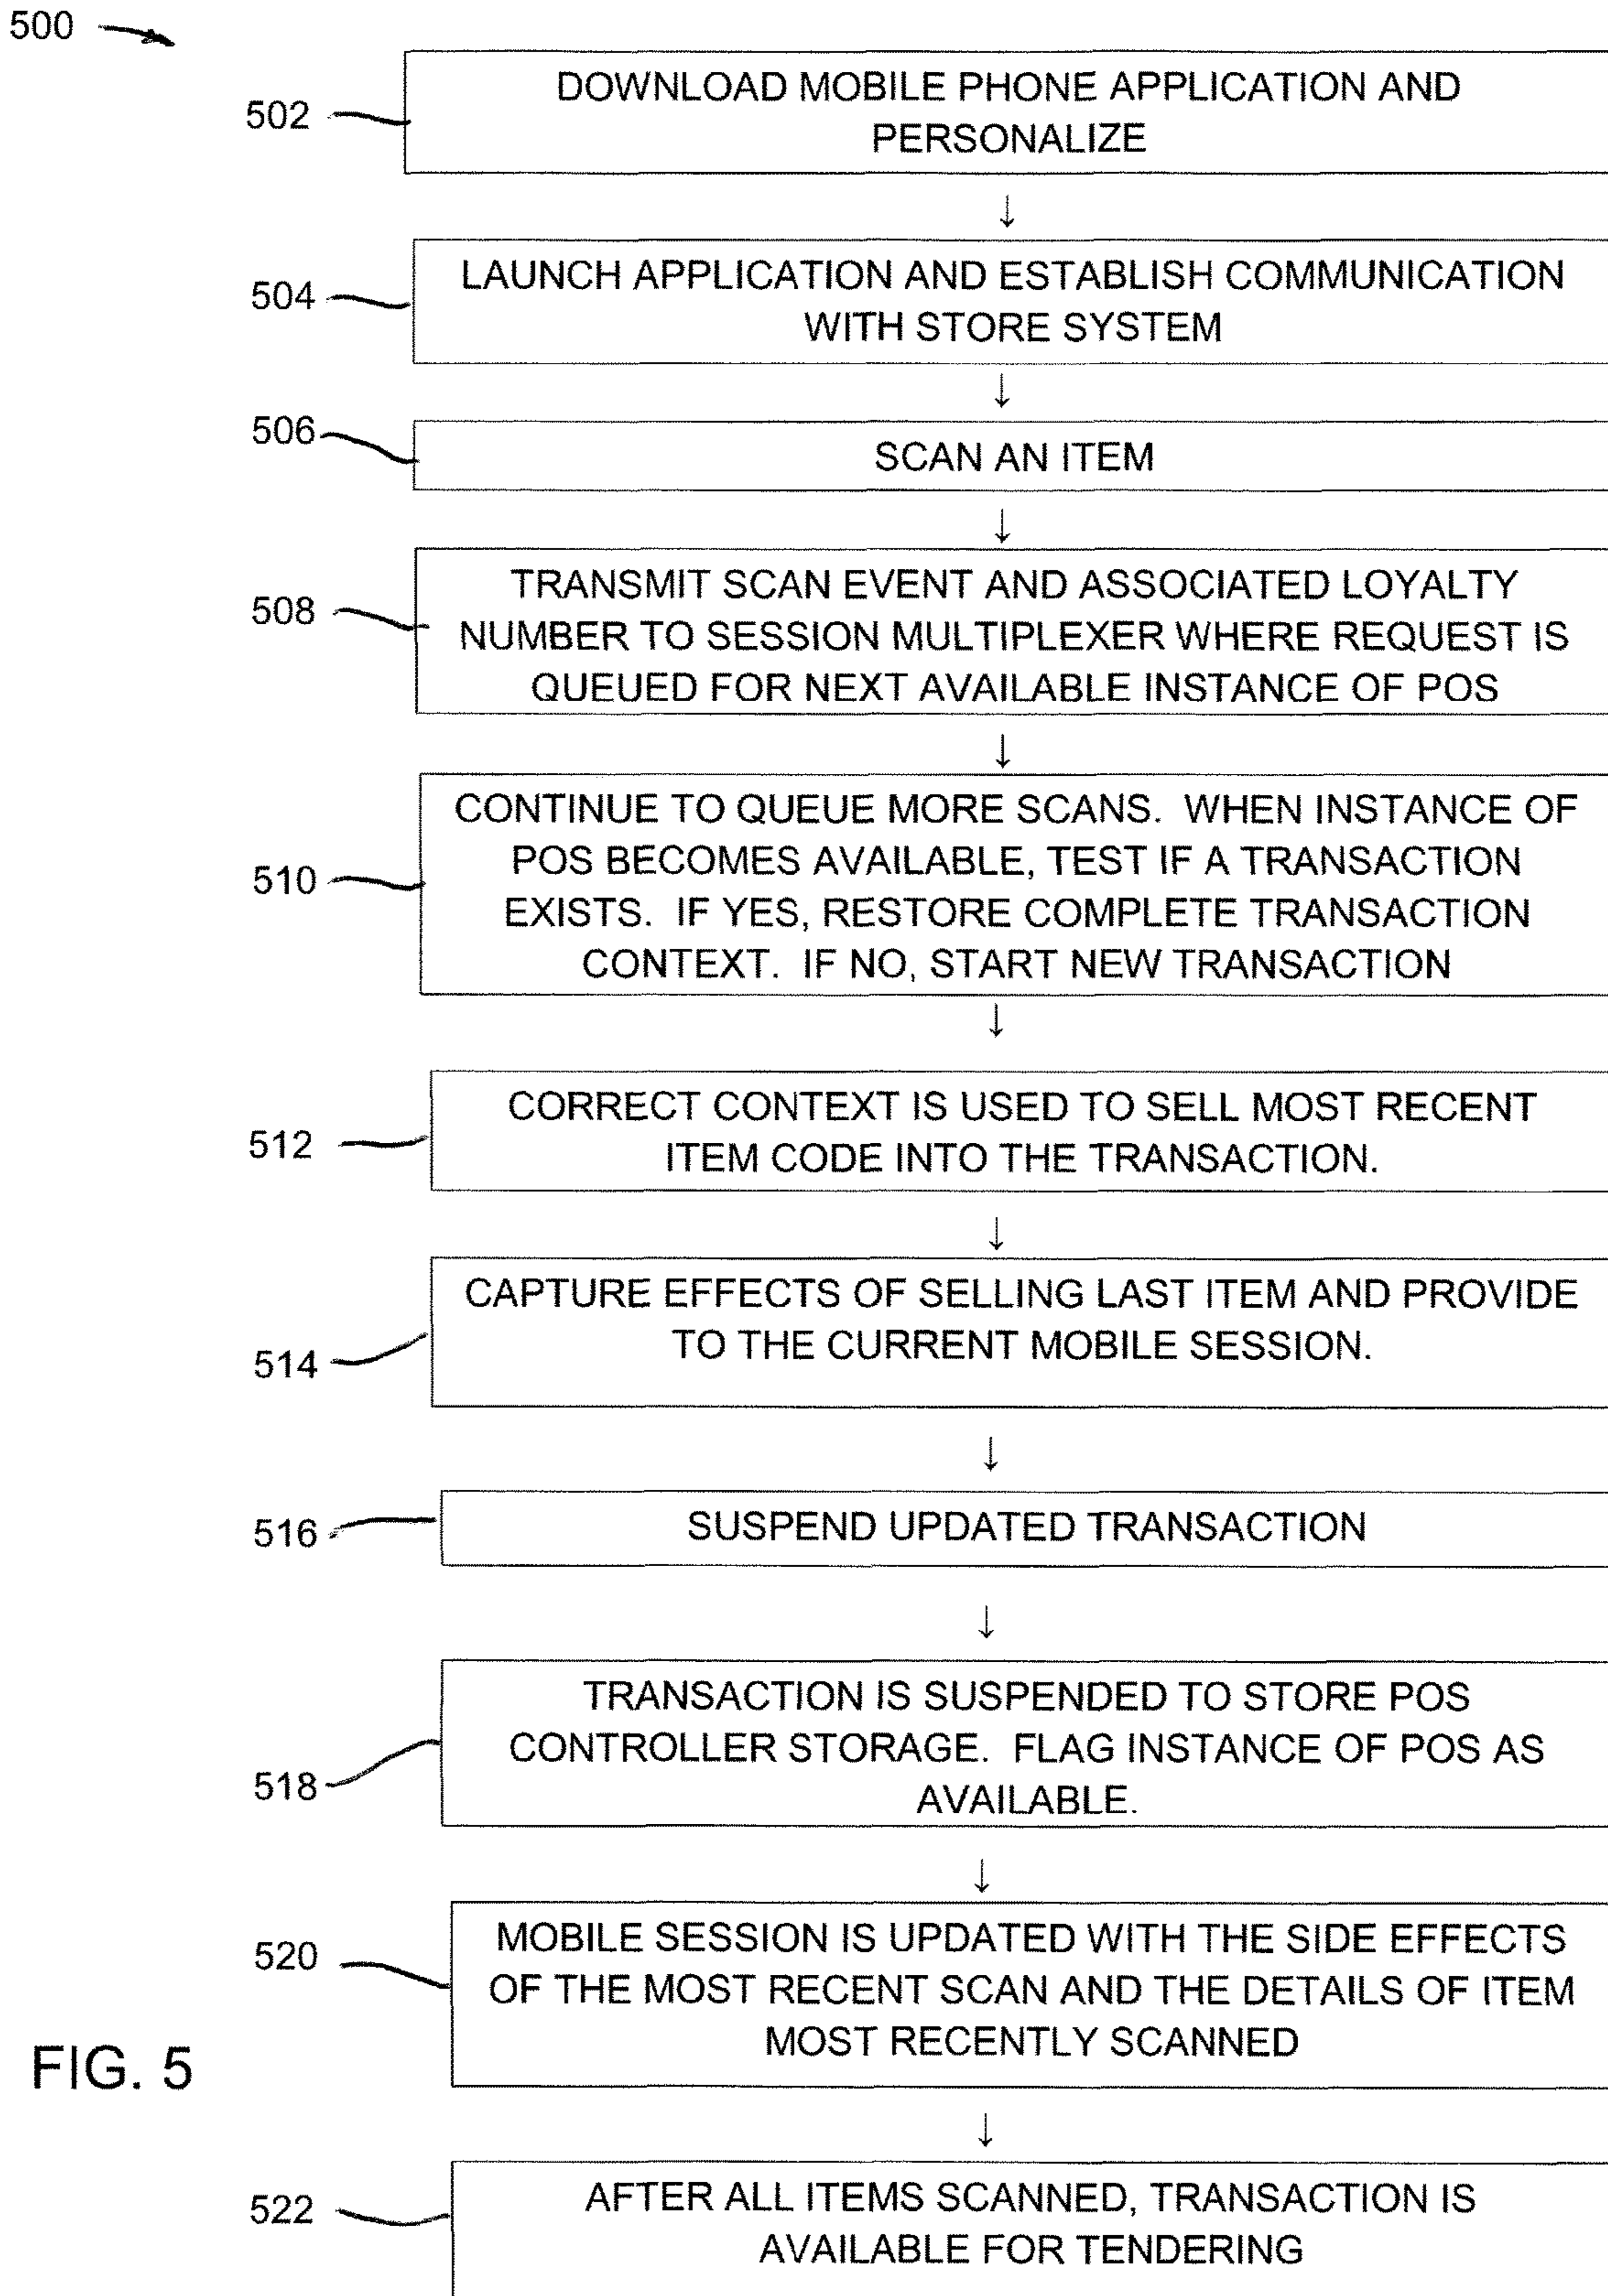 500
502
DOWNLOAD MOBILE PHONE APPLICATION AND
PERSONALIZE
504
LAUNCH APPLICATION AND ESTABLISH COMMUNICATION
WITH STORE SYSTEM
506
SCAN AN ITEM
508
TRANSMIT SCAN EVENT AND ASSOCIATED LOYALTY
NUMBER TO SESSION MULTIPLEXER WHERE REQUEST IS
QUEUED FOR NEXT AVAILABLE INSTANCE OF POS
510
CONTINUE TO QUEUE MORE SCANS. WHEN INSTANCE OF
POS BECOMES AVAILABLE, TEST IF A TRANSACTION
EXISTS. IF YES, RESTORE COMPLETE TRANSACTION
CONTEXT. IF NO, START NEW TRANSACTION
512
CORRECT CONTEXT IS USED TO SELL MOST RECENT
ITEM CODE INTO THE TRANSACTION.
514
CAPTURE EFFECTS OF SELLING LAST ITEM AND PROVIDE
TO THE CURRENT MOBILE SESSION.
516
SUSPEND UPDATED TRANSACTION
518
TRANSACTION IS SUSPENDED TO STORE POS
CONTROLLER STORAGE. FLAG INSTANCE OF POS AS
AVAILABLE.
520
MOBILE SESSION IS UPDATED WITH THE SIDE EFFECTS
OF THE MOST RECENT SCAN AND THE DETAILS OF ITEM
MOST RECENTLY SCANNED
FIG. 5
522
AFTER ALL ITEMS SCANNED, TRANSACTION IS
AVAILABLE FOR TENDERING